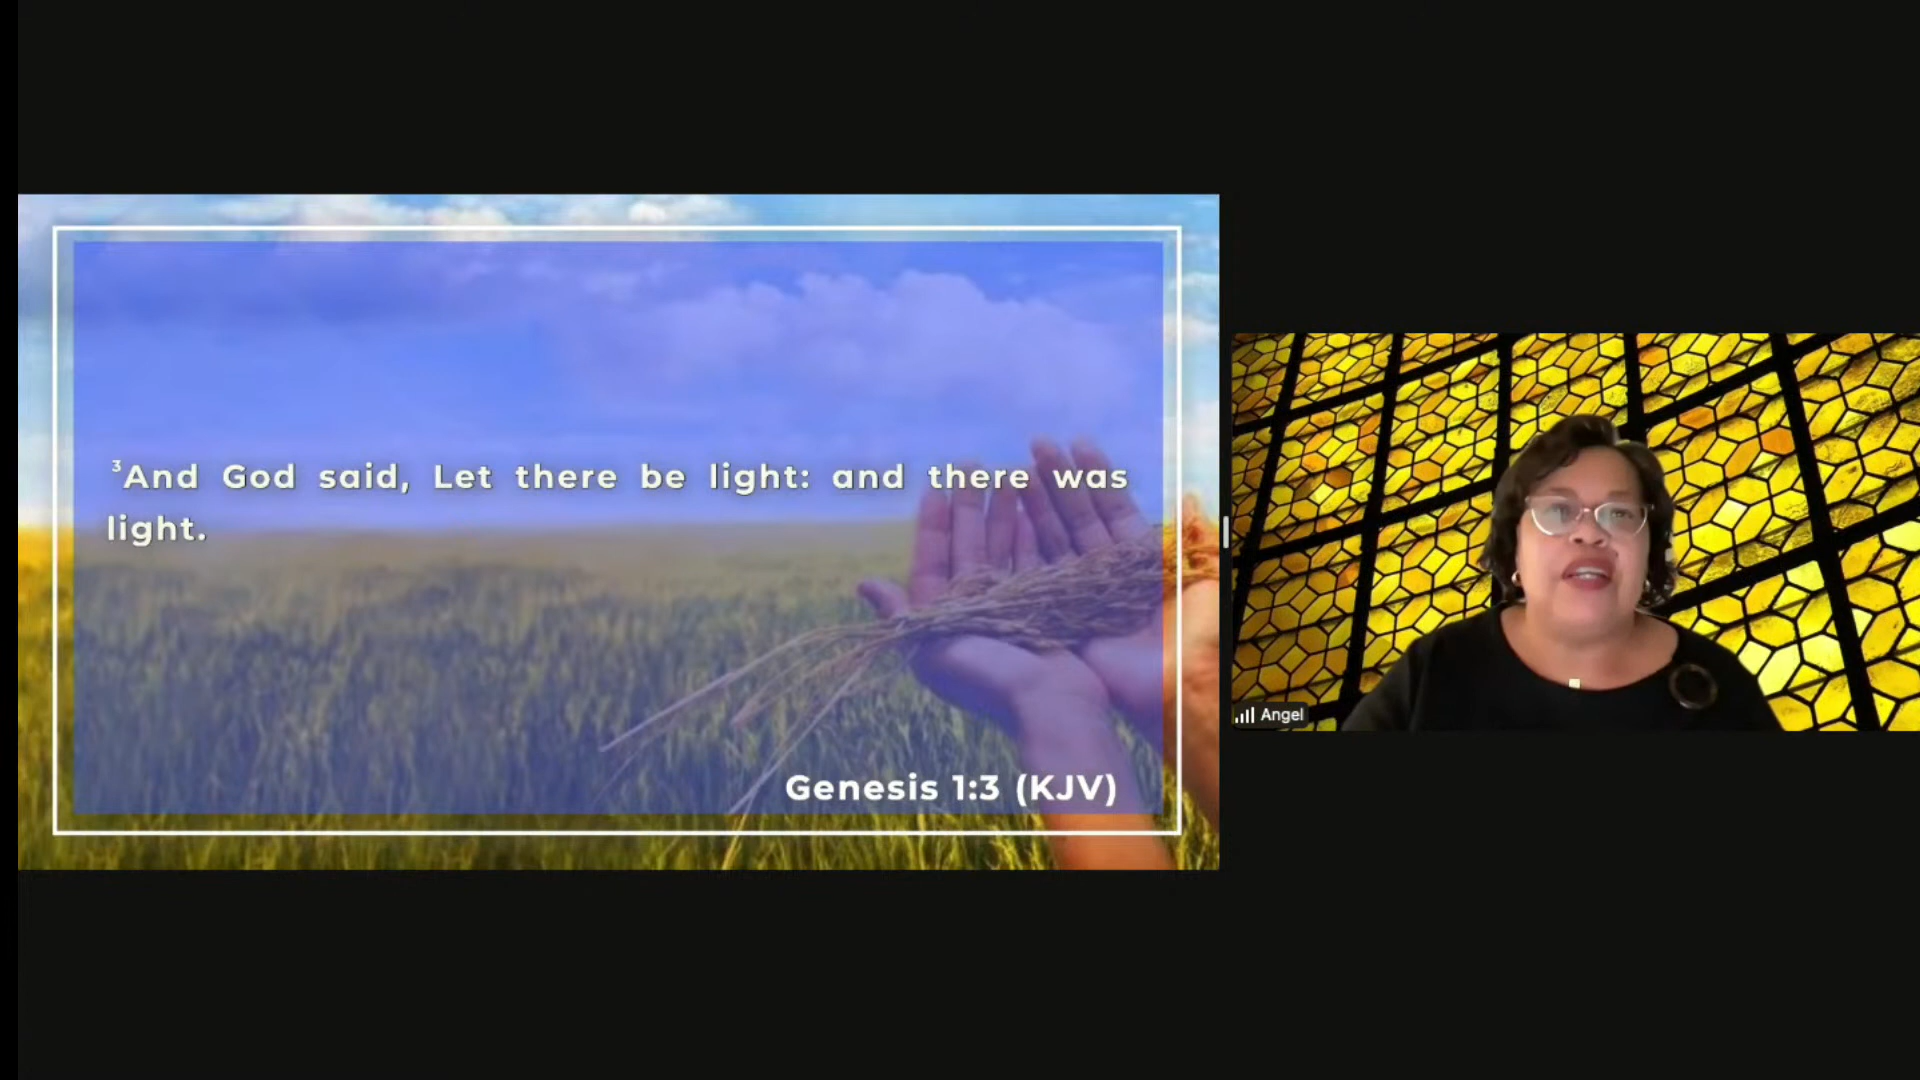 ³And God said, Let there be light: and there was
light.
Genesis 1:3 (KJV)
Angel